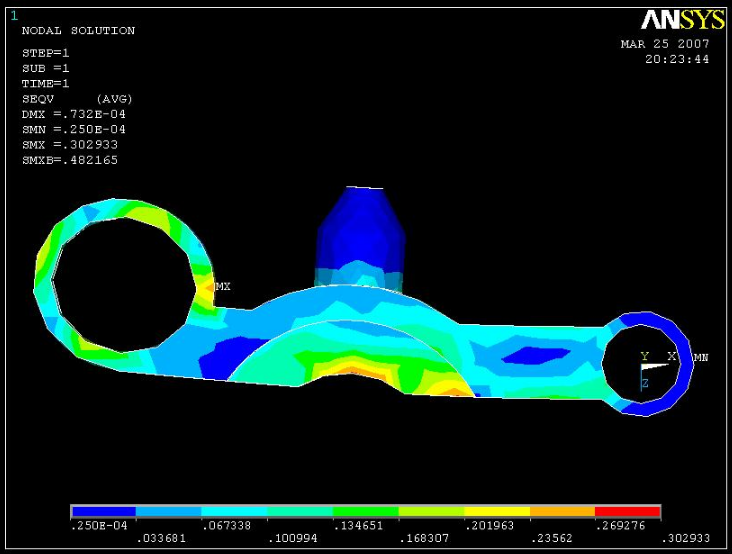 1
ANSYS
NODAL SOLUTION
MAR 25 2007
20:23:44
STEP=1
SUB =1
TIME=1
SEQV (AVG)
DMX =.732E-04
SMN =.250E-04
SMX =.302933
SMXB=.482165
MX
MN
Y
X
Z
.250E-04 .067338 .134651 .201963 .269276
.033681 .100994 .168307 .23562 .302933